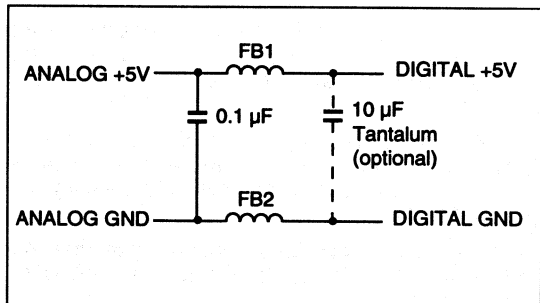 FB1
ANALOG +5V
DIGITAL +5V
0.1 µF
10 µF
Tantalum
(optional)
FB2
ANALOG GND
DIGITAL GND